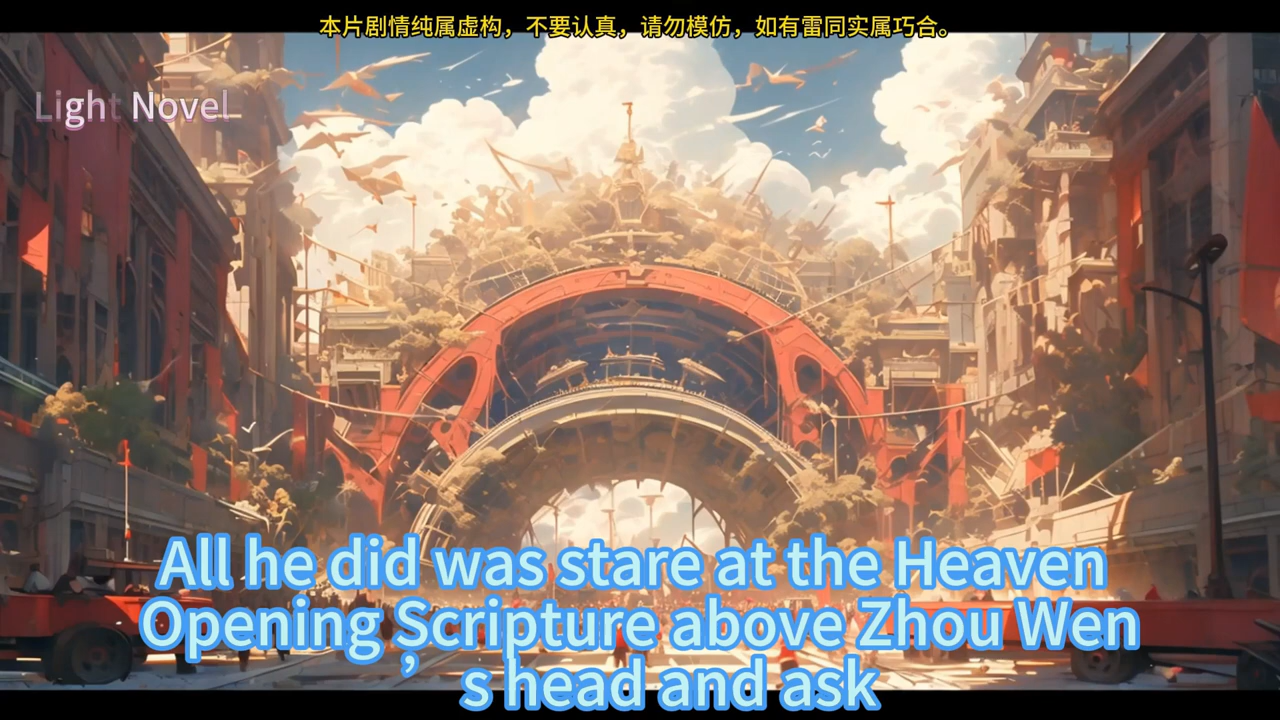 本片剧情纯属虚构，不要认真，请勿模仿，如有雷同实属巧合。
Light Novel
All he did was stare at the Heaven
Opening Scripture above Zhou Wen
’s head and ask